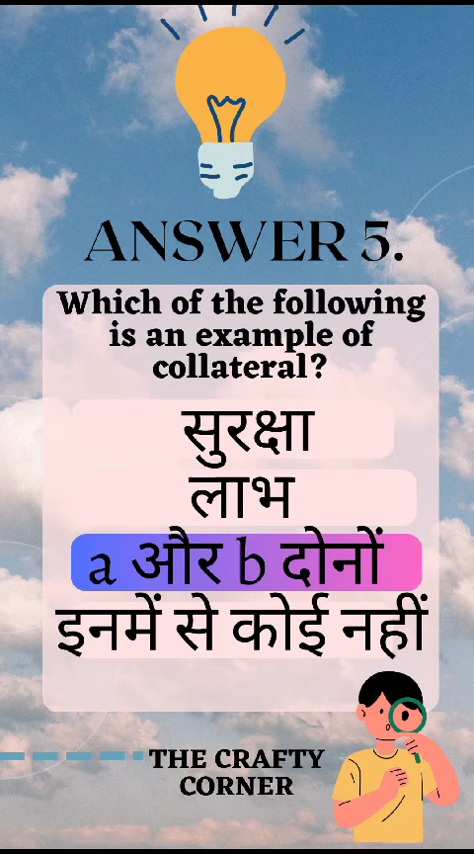 ANSWER 5.
Which of the following
is an example of
collateral?
सुरक्षा
लाभ
a और b दोनों
इनमें से कोई नहीं
THE CRAFTY
CORNER